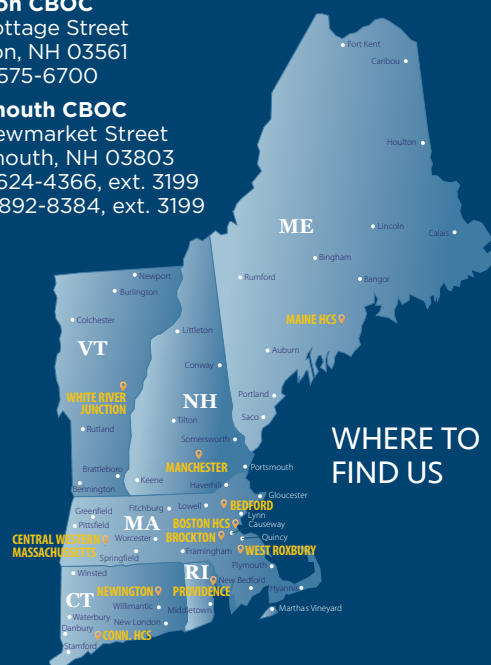 on CBOC
ottage Street
on, NH 03561
575-6700
mouth CBOC
ewmarket Street
mouth, NH 03803
624-4366, ext. 3199
892-8384, ext. 3199
Fort Kent
Caribou
Houlton
ME
Lincoln
Calais
Bingham
Newport
Rumford
Bangor
Burlington
Colchester
MAINE HCS
Littleton
VT
Auburn
Conway
WHITE RIVER
JUNCTION
NH
Portland
Saco
Tilton
Rutland
Somersworth
WHERE TO
FIND US
MANCHESTER
Portsmouth
Brattleboro
Keene
Haverhill
Bennington
Gloucester
Fitchburg
Lowell
BEDFORD
Greenfield
Lynn
MA
BOSTON HCS
Causeway
Pittsfield
BROCKTON
Quincy
CENTRAL WESTERN
MASSACHUSETTS
Worcester
Framingham
WEST ROXBURY
Springfield
Plymouth
Winsted
RI
New Bedford
NEWINGTON
PROVIDENCE
Hyannis
CT
Willimantic
Middletown
Marthas Vineyard
Waterbury
New London
Danbury
CONN. HCS
Stamford